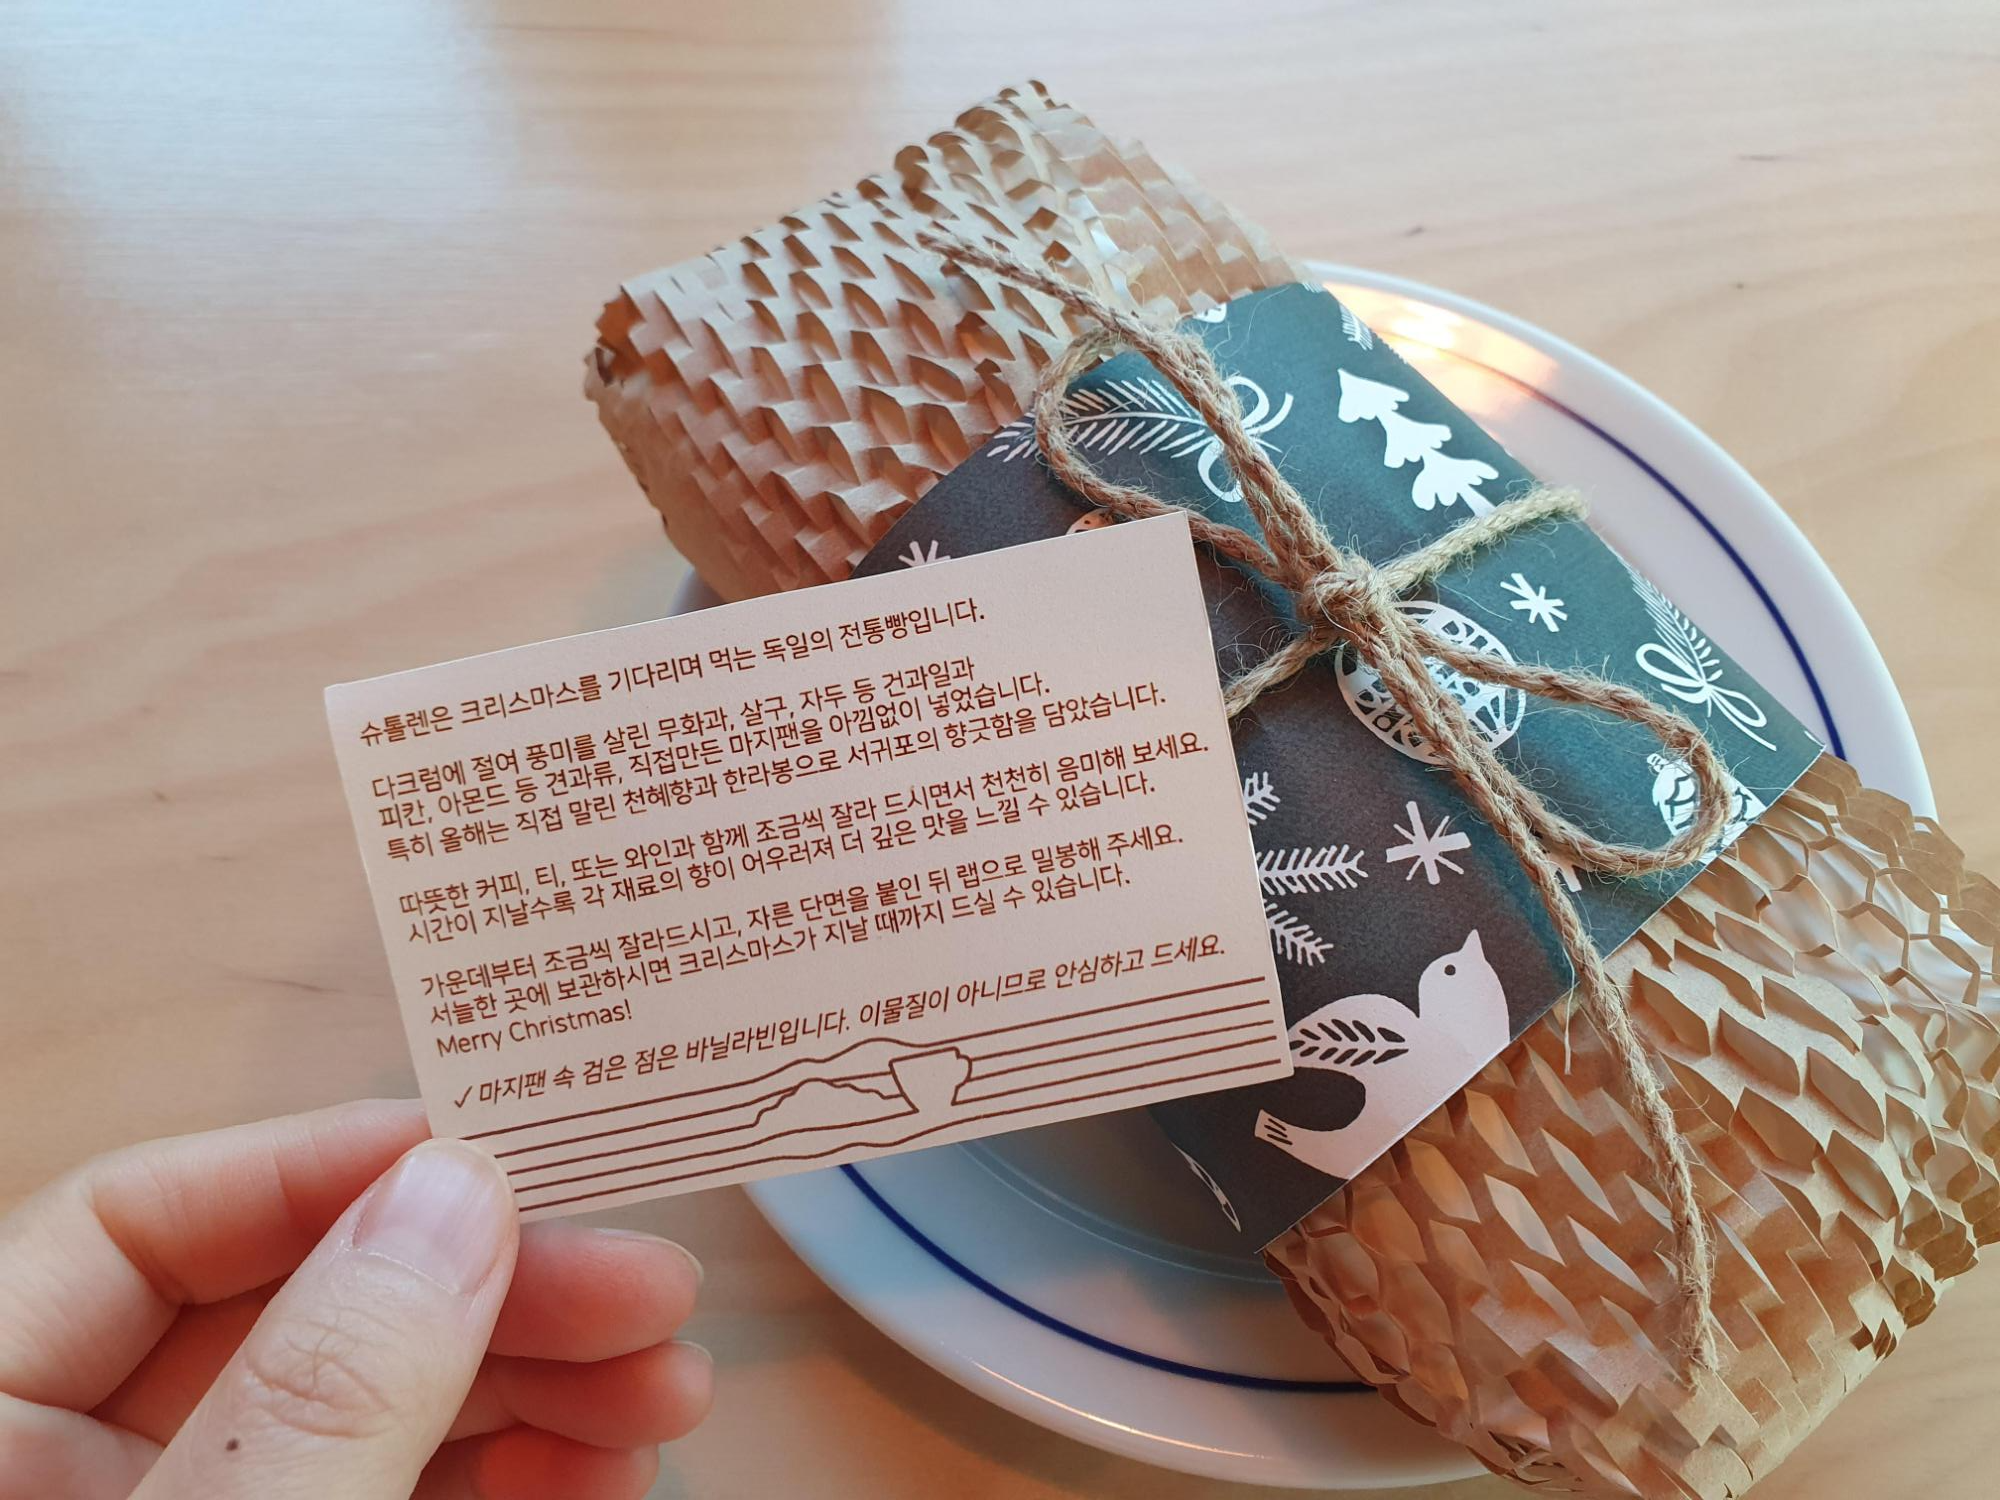 슈톨렌은 크리스마스를 기다리며 먹는 독일의 전통빵입니다.
다크럼에 절여 풍미를 살린 무화과, 살구, 자두 등 건과일과
피칸, 아몬드 등 견과류, 직접만든 마지팬을 아낌없이 넣었습니다.
특히 올해는 직접 말린 천혜향과 한라봉으로 서귀포의 향긋함을 담았습니다.
따뜻한 커피, 티, 또는 와인과 함께 조금씩 잘라 드시면서 천천히 음미해 보세요.
시간이 지날수록 각 재료의 향이 어우러져 더 깊은 맛을 느낄 수 있습니다.
가운데부터 조금씩 잘라드시고, 자른 단면을 붙인 뒤 랩으로 밀봉해 주세요.
서늘한 곳에 보관하시면 크리스마스가 지날 때까지 드실 수 있습니다.
Merry Christmas!
✓ 마지팬 속 검은 점은 바닐라빈입니다. 이물질이 아니므로 안심하고 드세요.